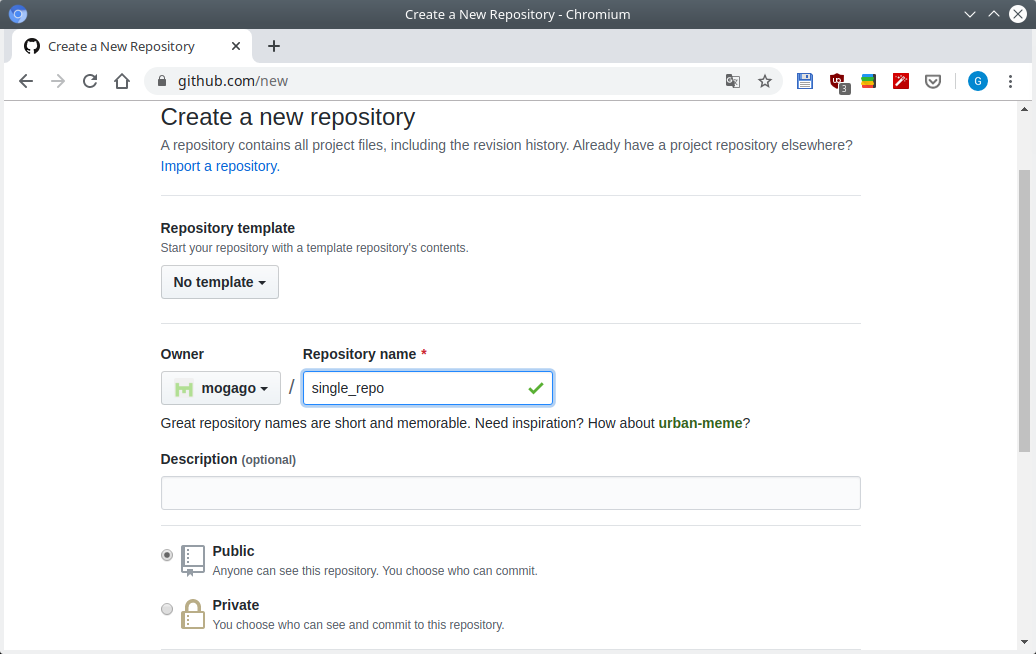 Create a New Repository - Chromium
Create a New Repository
github.com/new
3
G
Create a new repository
A repository contains all project files, including the revision history. Already have a project repository elsewhere?
Import a repository.
Repository template
Start your repository with a template repository's contents.
No template
Owner
Repository name *
mogago / single_repo
Great repository names are short and memorable. Need inspiration? How about urban-meme?
Description (optional)
Public
Anyone can see this repository. You choose who can commit.
Private
You choose who can see and commit to this repository.